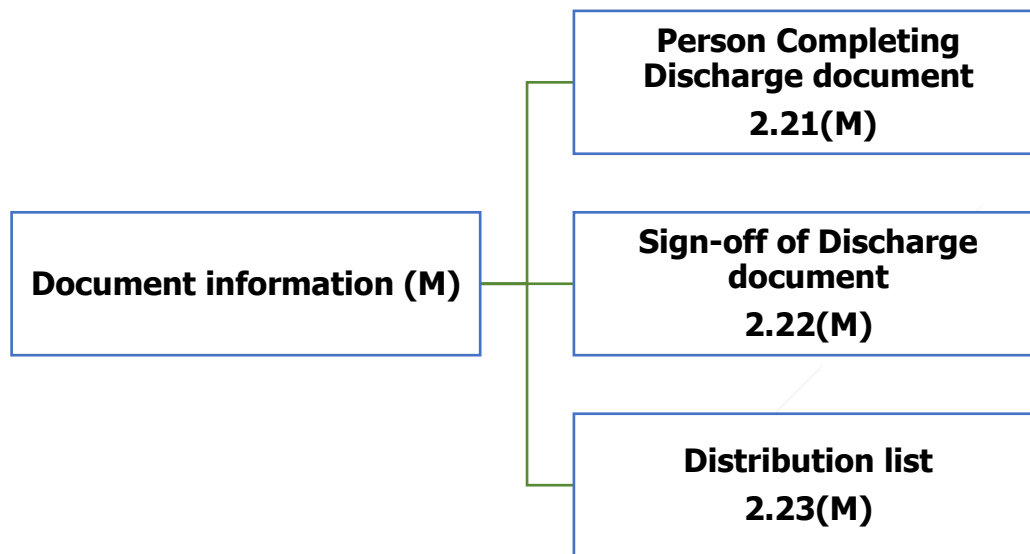 Person Completing
Discharge document
2.21(M)
Document information (M)
Sign-off of Discharge
document
2.22(M)
Distribution list
2.23(M)